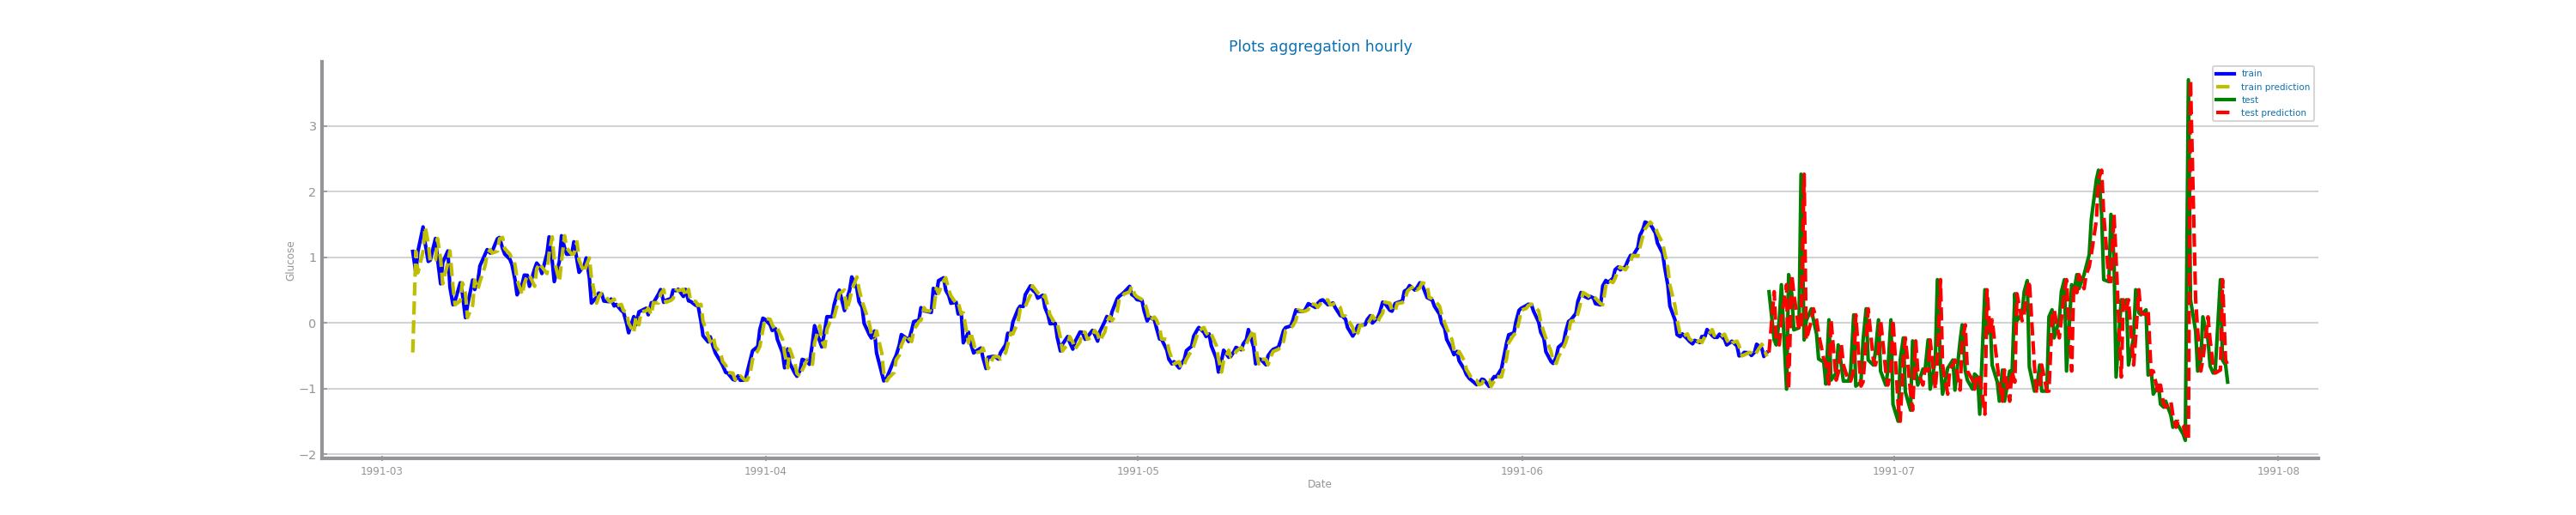 Plots aggregation hourly
train
train prediction
test
test prediction
3
2
1
0
−1
−2
Glucose
1991-03 1991-04 1991-05 1991-06 1991-07 1991-08
Date